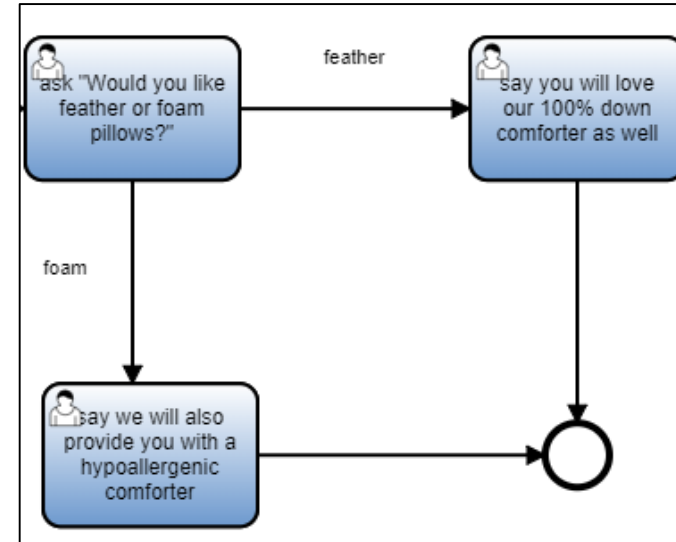 ask "Would you like
feather or foam
pillows?"
feather
say you will love
our 100% down
comforter as well
foam
say we will also
provide you with a
hypoallergenic
comforter